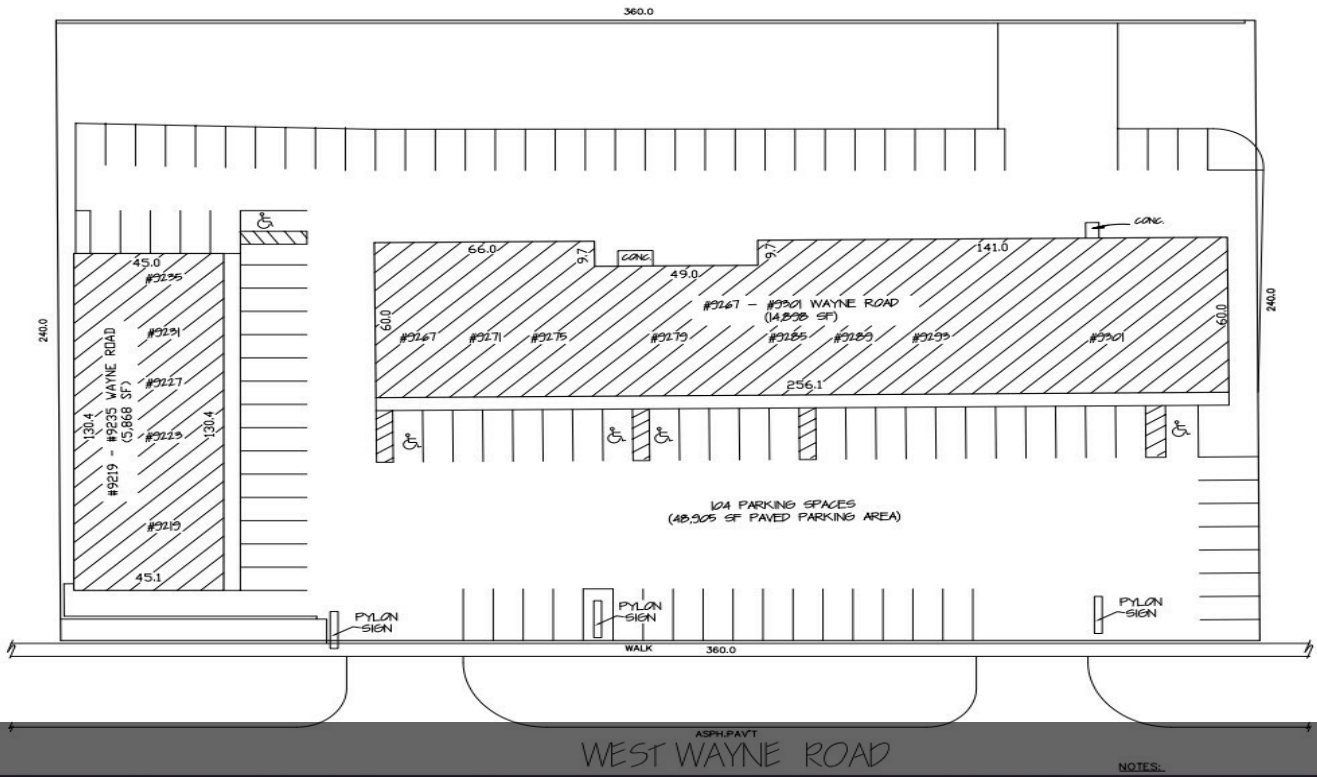 360.0
240.0
240.0
CONC.
66.0
9.7
CONC.
49.0
9.7
141.0
#9267 - #9301 WAYNE ROAD
(14,898 SF)
60.0
60.0
#9267
#9271
#9275
#9279
#9285
#9289
#9293
#9301
256.1
45.0
#9235
#9231
#9227
#9223
#9219
130.4
130.4
#9219 - #9235 WAYNE ROAD
(5,868 SF)
45.1
104 PARKING SPACES
(48,905 SF PAVED PARKING AREA)
PYLON
SIGN
PYLON
SIGN
PYLON
SIGN
WALK
360.0
ASPH.PAV'T
WEST WAYNE ROAD
NOTES: